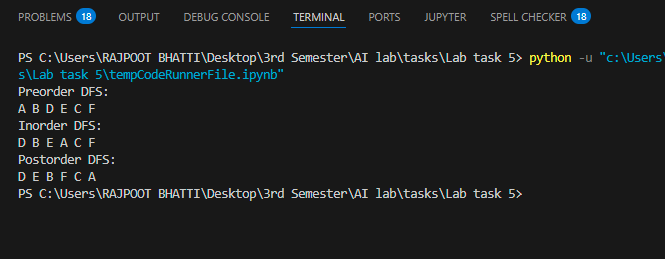 PROBLEMS 18 OUTPUT DEBUG CONSOLE TERMINAL PORTS JUPYTER SPELL CHECKER 18
PS C:\Users\RAJPOOT BHATTI\Desktop\3rd Semester\AI lab\tasks\Lab task 5> python -u "c:\Users\
s\Lab task 5\tempCodeRunnerFile.ipynb"
Preorder DFS:
A B D E C F
Inorder DFS:
D B E A C F
Postorder DFS:
D E B F C A
PS C:\Users\RAJPOOT BHATTI\Desktop\3rd Semester\AI lab\tasks\Lab task 5>